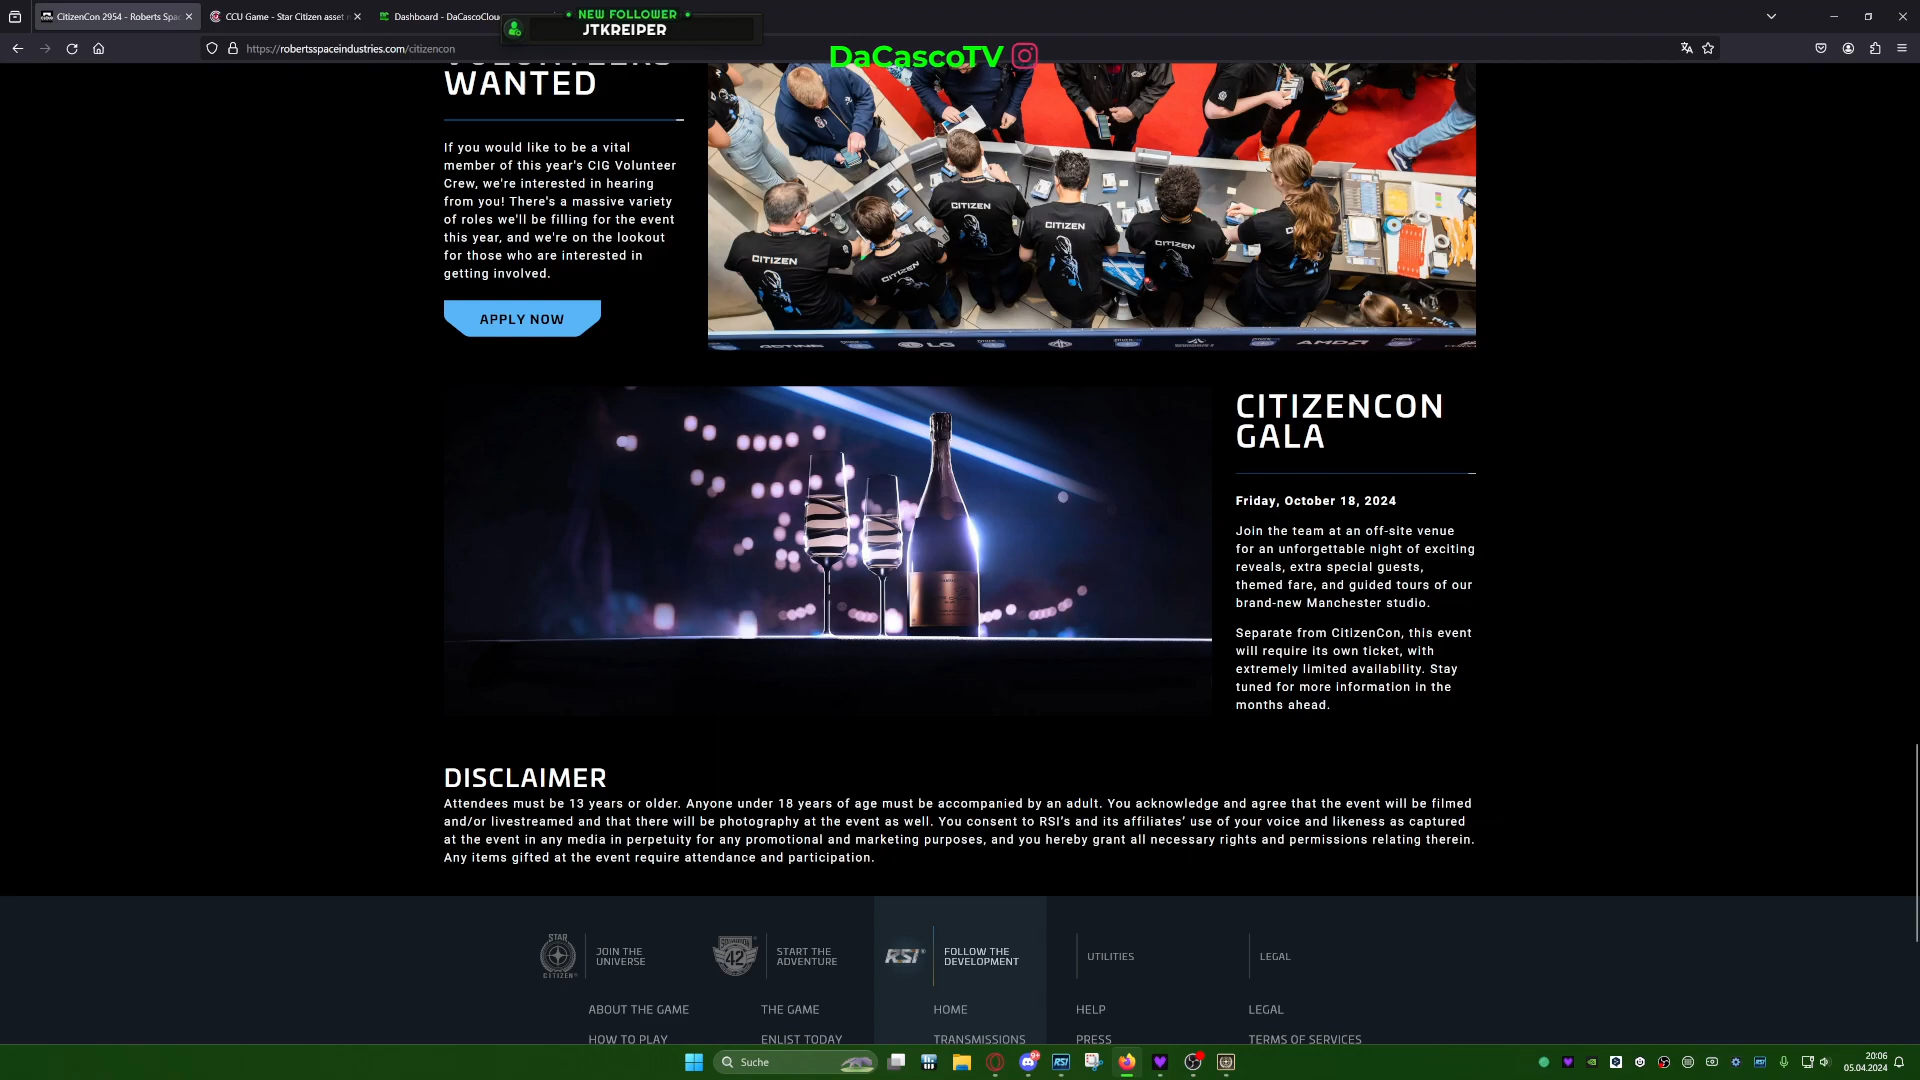 CitizenCon 2954 - Roberts Spac
CCU Game - Star Citizen asset
Dashboard - DaCascoClou
NEW FOLLOWER
JTKREIPER
https://robertsspaceindustries.com/citizencon
DaCascoTV
VOLUNTEERS
WANTED
If you would like to be a vital
member of this year's CIG Volunteer
Crew, we're interested in hearing
from you! There's a massive variety
of roles we'll be filling for the event
this year, and we're on the lookout
for those who are interested in
getting involved.
APPLY NOW
CITIZEN
CITIZEN
CITIZEN
CITIZEN
CITIZEN
LG
AMD
CITIZENCON
GALA
Friday, October 18, 2024
Join the team at an off-site venue
for an unforgettable night of exciting
reveals, extra special guests,
themed fare, and guided tours of our
brand-new Manchester studio.
Separate from CitizenCon, this event
will require its own ticket, with
extremely limited availability. Stay
tuned for more information in the
months ahead.
DISCLAIMER
Attendees must be 13 years or older. Anyone under 18 years of age must be accompanied by an adult. You acknowledge and agree that the event will be filmed
and/or livestreamed and that there will be photography at the event as well. You consent to RSI's and its affiliates' use of your voice and likeness as captured
at the event in any media in perpetuity for any promotional and marketing purposes, and you hereby grant all necessary rights and permissions relating therein.
Any items gifted at the event require attendance and participation.
STAR CITIZEN
JOIN THE
UNIVERSE
SQUADRON 42
START THE
ADVENTURE
RSI
FOLLOW THE
DEVELOPMENT
UTILITIES
LEGAL
ABOUT THE GAME
THE GAME
HOME
HELP
LEGAL
HOW TO PLAY
ENLIST TODAY
TRANSMISSIONS
PRESS
TERMS OF SERVICES
Suche
RSI
20:06
05.04.2024